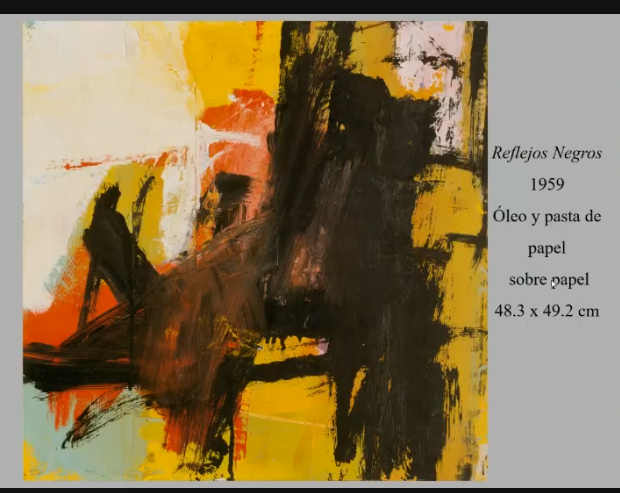 Reflejos Negros
1959
Óleo y pasta de
papel
sobre papel
48.3 x 49.2 cm